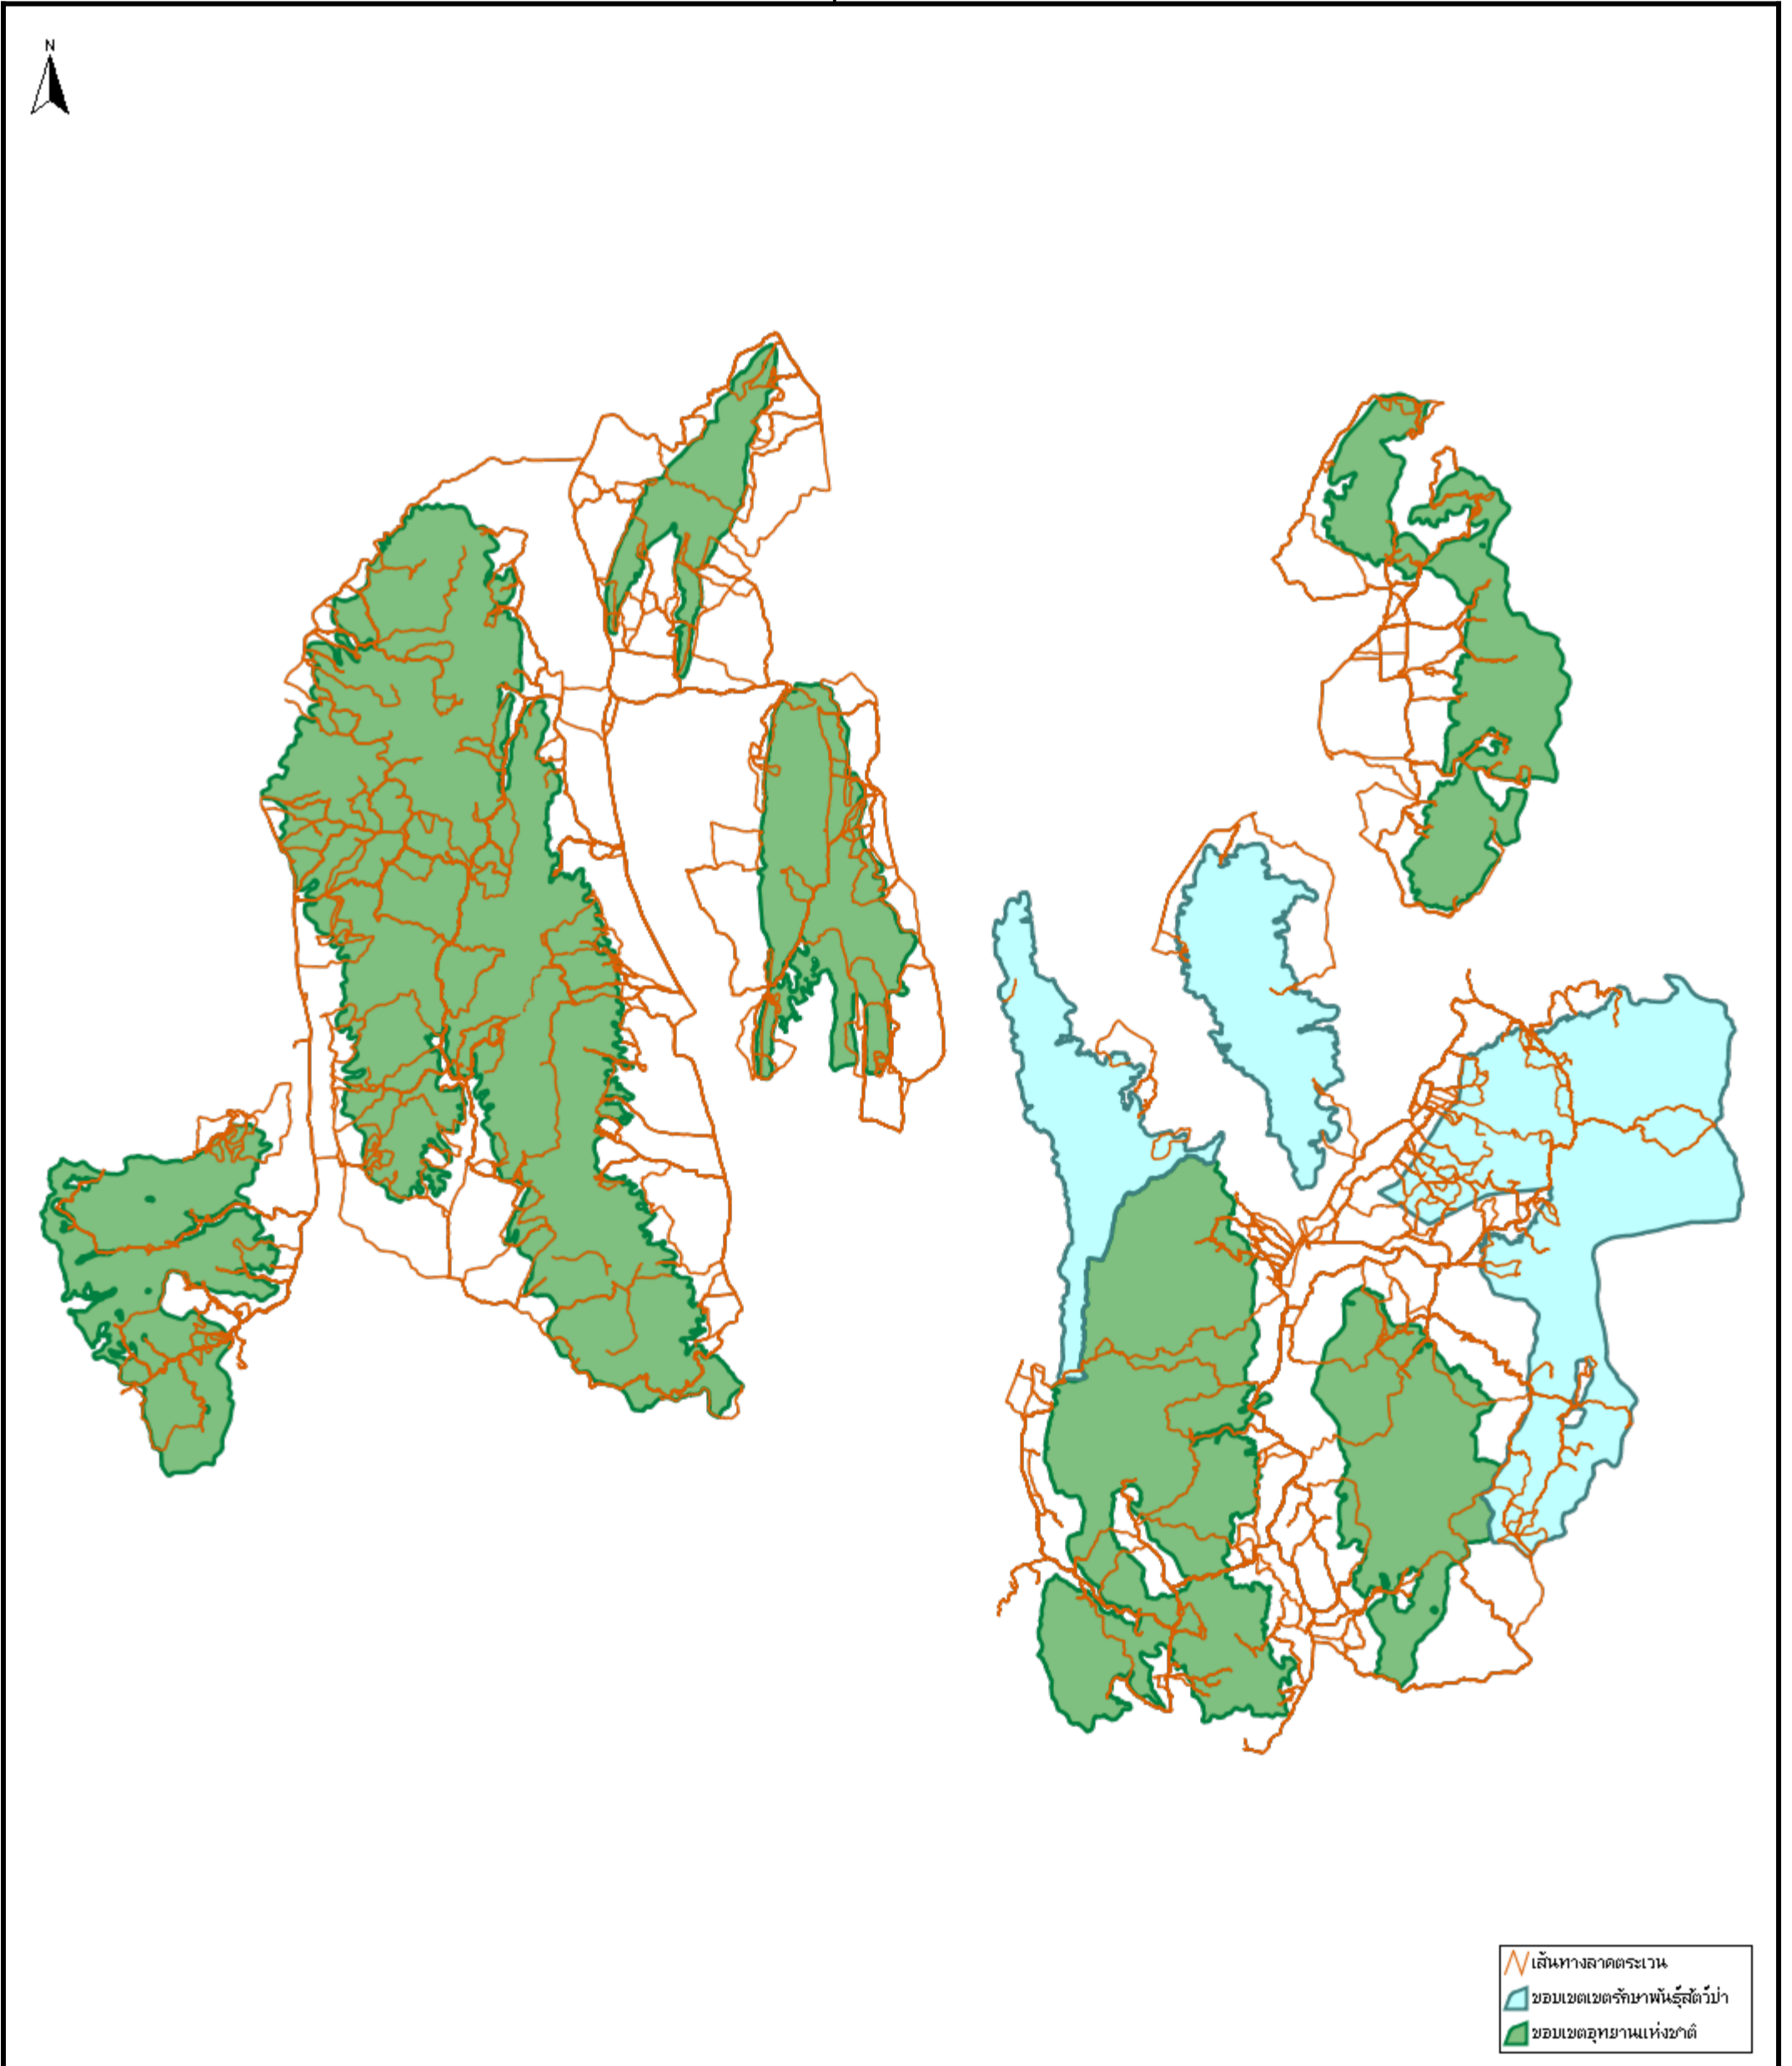 N
เส้นทางลาดตระเวน
ขอบเขตเขตรักษาพันธุ์สัตว์ป่า
ขอบเขตอุทยานแห่งชาติ